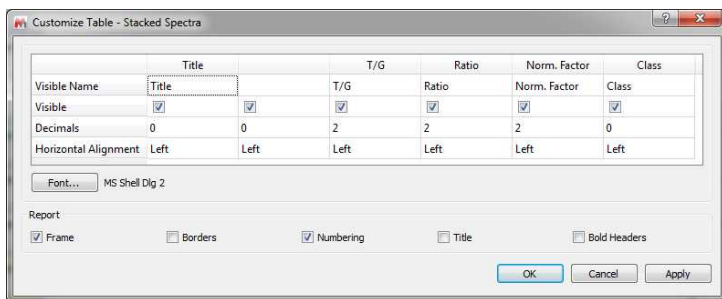 Customize Table - Stacked Spectra
Title T/G Ratio Norm. Factor Class
Visible Name Title T/G Ratio Norm. Factor Class
Visible
Decimals 0 0 2 2 2 0
Horizontal Alignment Left Left Left Left Left Left
Font... MS Shell Dlg 2
Report
Frame Borders Numbering Title Bold Headers
OK Cancel Apply